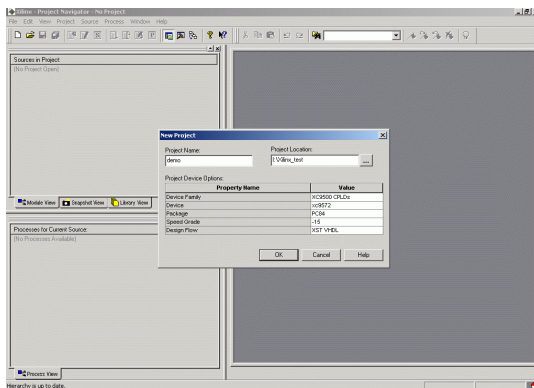 Xilinx - Project Navigator - No Project
File Edit View Project Source Process Window Help
Sources in Project:
(No Project Open)
Module View Snapshot View Library View
Processes for Current Source:
(No Processes Available)
Process View
Hierarchy is up to date.
New Project
Project Name: Project Location:
demo I:\Xilinx_test ...
Project Device Options:
Property Name Value
Device Family XC9500 CPLDs
Device xc9572
Package PC84
Speed Grade -15
Design Flow XST VHDL
OK Cancel Help